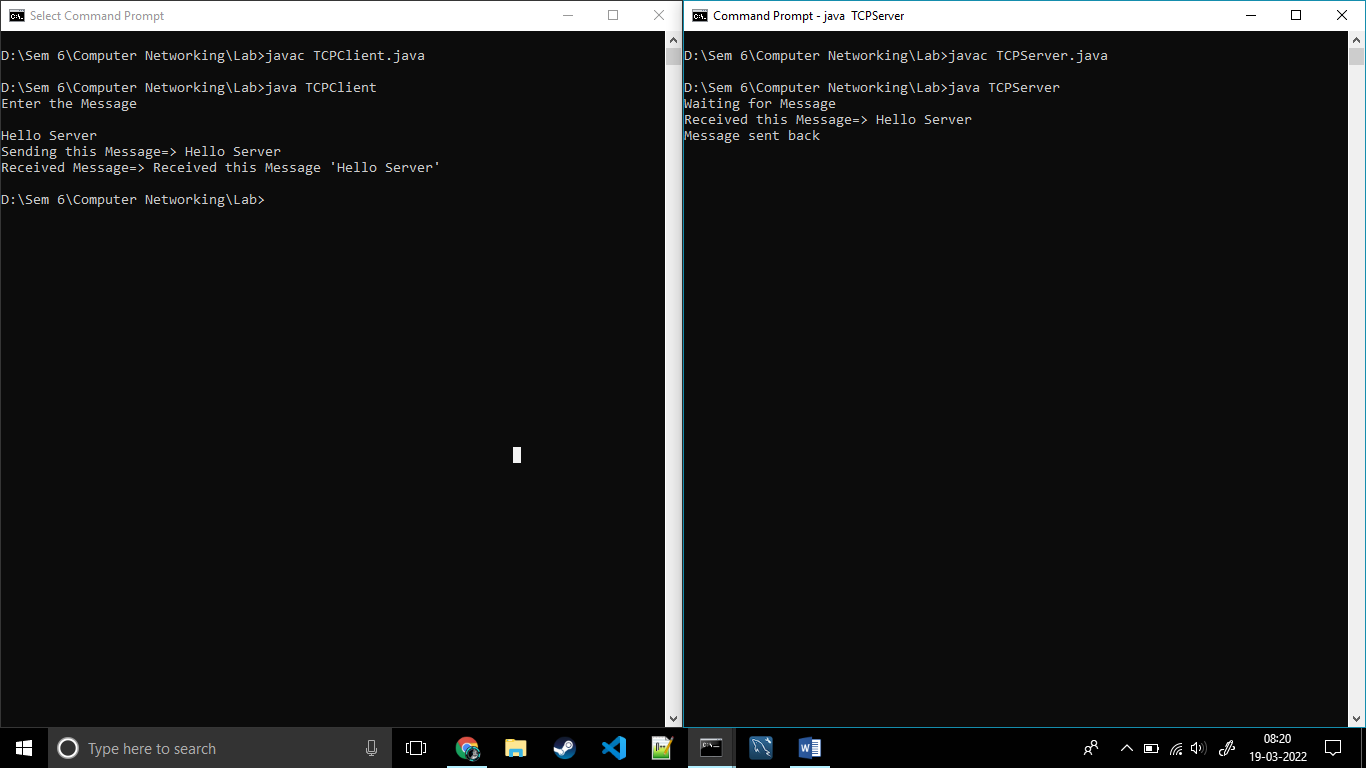 Select Command Prompt
D:\Sem 6\Computer Networking\Lab>javac TCPClient.java
D:\Sem 6\Computer Networking\Lab>java TCPClient
Enter the Message
Hello Server
Sending this Message=> Hello Server
Received Message=> Received this Message 'Hello Server'
D:\Sem 6\Computer Networking\Lab>
Command Prompt - java  TCPServer
D:\Sem 6\Computer Networking\Lab>javac TCPServer.java
D:\Sem 6\Computer Networking\Lab>java TCPServer
Waiting for Message
Received this Message=> Hello Server
Message sent back
Type here to search
08:20
19-03-2022